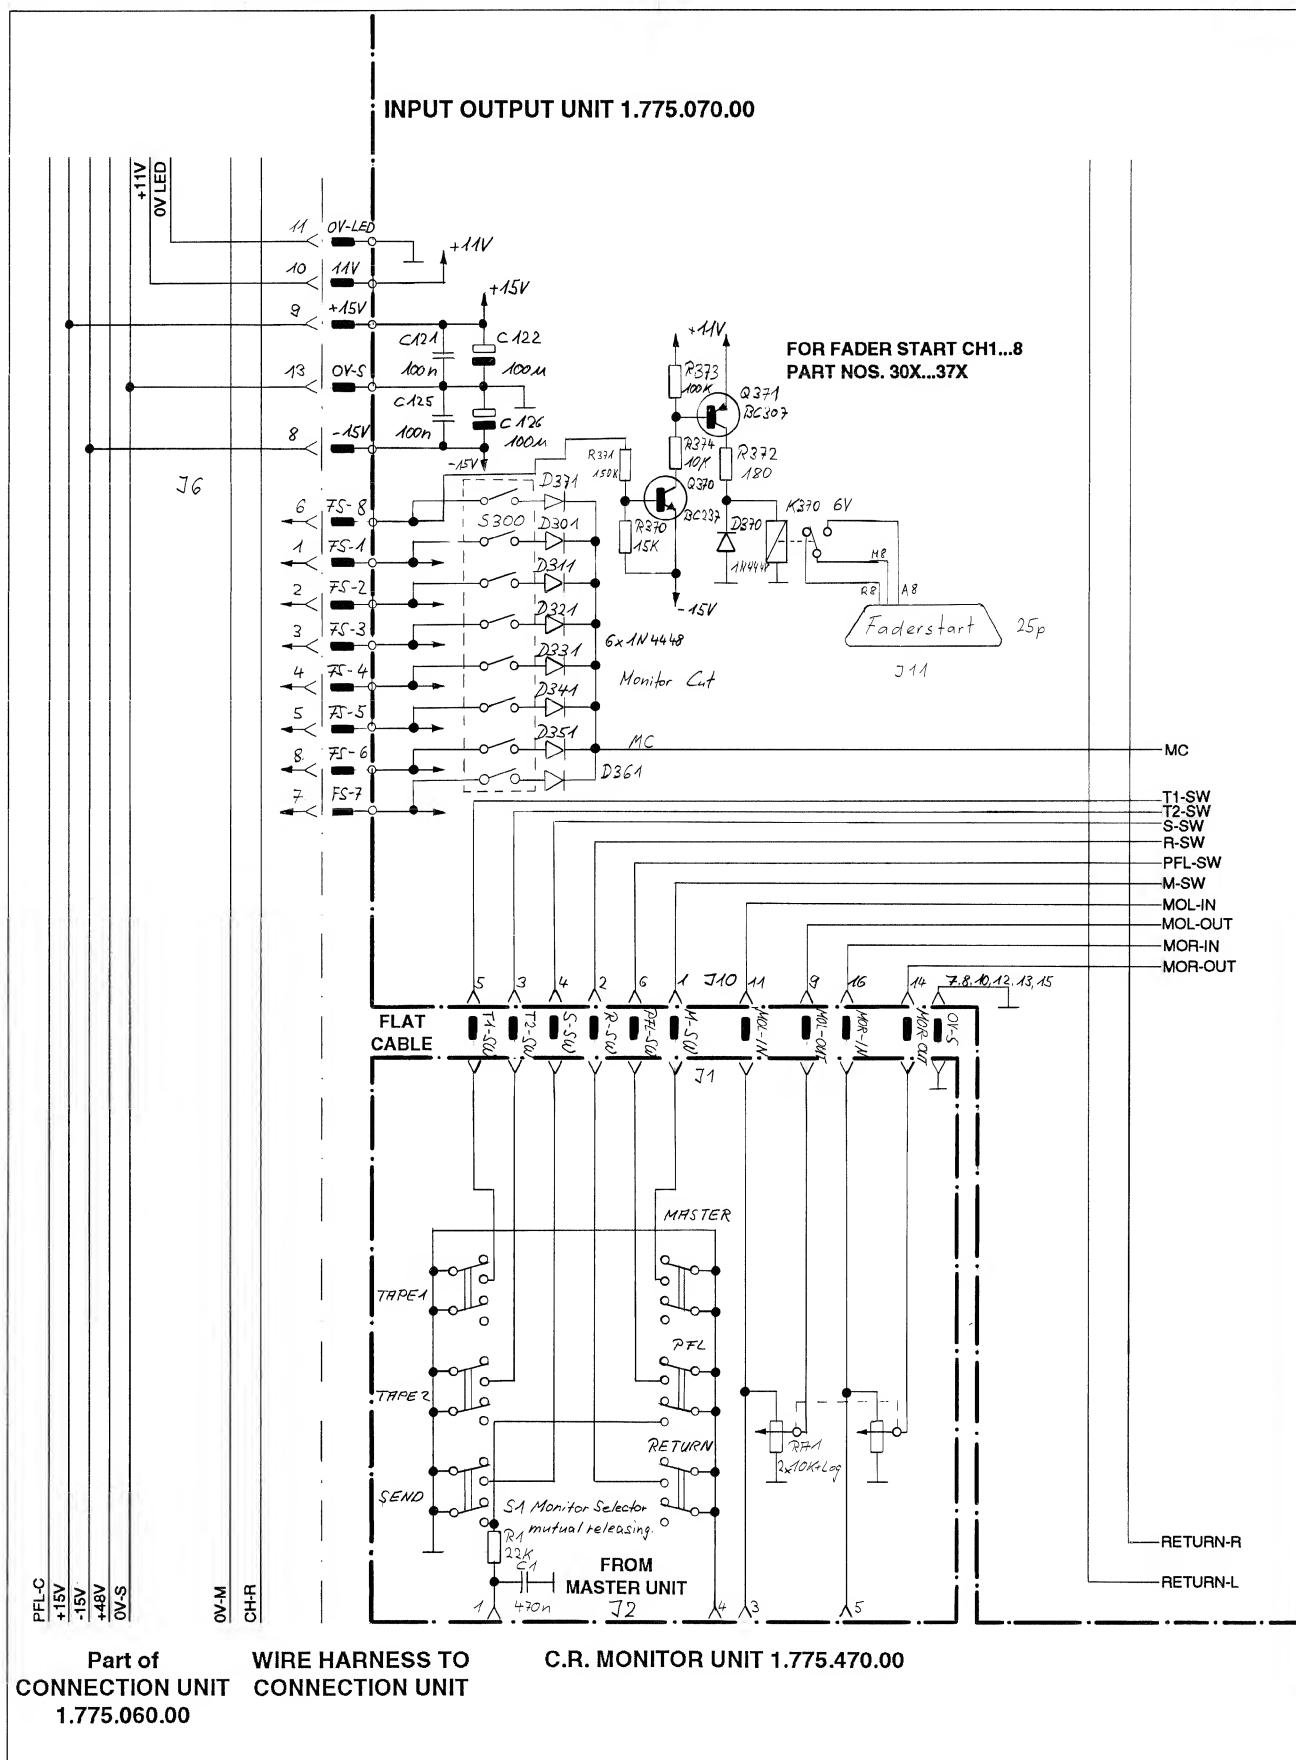 INPUT OUTPUT UNIT 1.775.070.00
+11V
0V LED
11 0V-LED
+11V
10 11V
+15V
9 +15V
C121
100n
C122
100µ
13 0V-S
C125
100n
C126
100µ
8 -15V
-15V
J6
+11V
R373
100K
Q371
BC307
FOR FADER START CH1...8
PART NOS. 30X...37X
R374
10K
R372
180
R371
150K
Q370
BC237
R370
15K
D370
1N4448
K370 6V
H8
R8
A8
-15V
Faderstart
25p
J11
6 FS-8
1 FS-1
2 FS-2
3 FS-3
4 FS-4
5 FS-5
8 FS-6
7 FS-7
S300
D371
D301
D311
D321
D331
D341
D351
D361
6x1N4448
Monitor Cut
MC
MC
T1-SW
T2-SW
S-SW
R-SW
PFL-SW
M-SW
MOL-IN
MOL-OUT
MOR-IN
MOR-OUT
5 3 4 2 6 1 J10 11 9 16 14 7,8,10,12,13,15
FLAT
CABLE
T1-SW
T2-SW
S-SW
R-SW
PFL-SW
M-SW
MOL-IN
MOL-OUT
MOR-IN
MOR-OUT
0V-S
J1
MASTER
TAPE1
PFL
TAPE2
RETURN
SEND
RA1
2x10K+Log
S1 Monitor Selector
mutual releasing.
R1
22K
C1
470n
FROM
MASTER UNIT
J2
1 4 3 5
RETURN-R
RETURN-L
PFL-C
+15V
-15V
+48V
0V-S
0V-M
CH-R
Part of
CONNECTION UNIT
1.775.060.00
WIRE HARNESS TO
CONNECTION UNIT
C.R. MONITOR UNIT 1.775.470.00